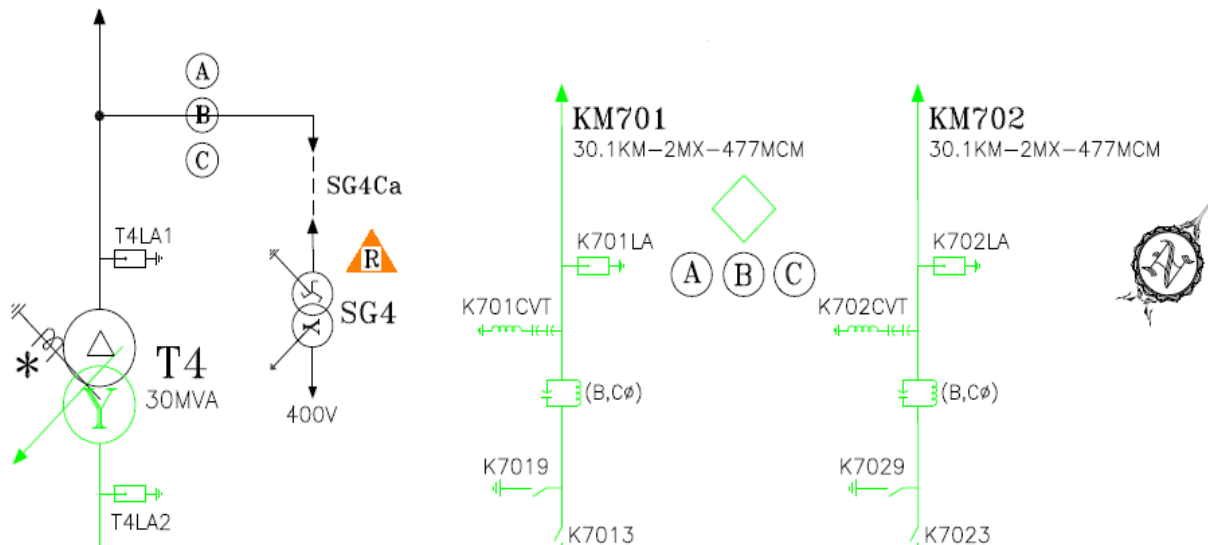 A
B
C
SG4Ca
T4LA1
R
SG4
*
T4
30MVA
Y
400V
T4LA2
KM701
30.1KM-2MX-477MCM
K701LA
A B C
K701CVT
(B,CØ)
K7019
K7013
KM702
30.1KM-2MX-477MCM
K702LA
K702CVT
(B,CØ)
K7029
K7023